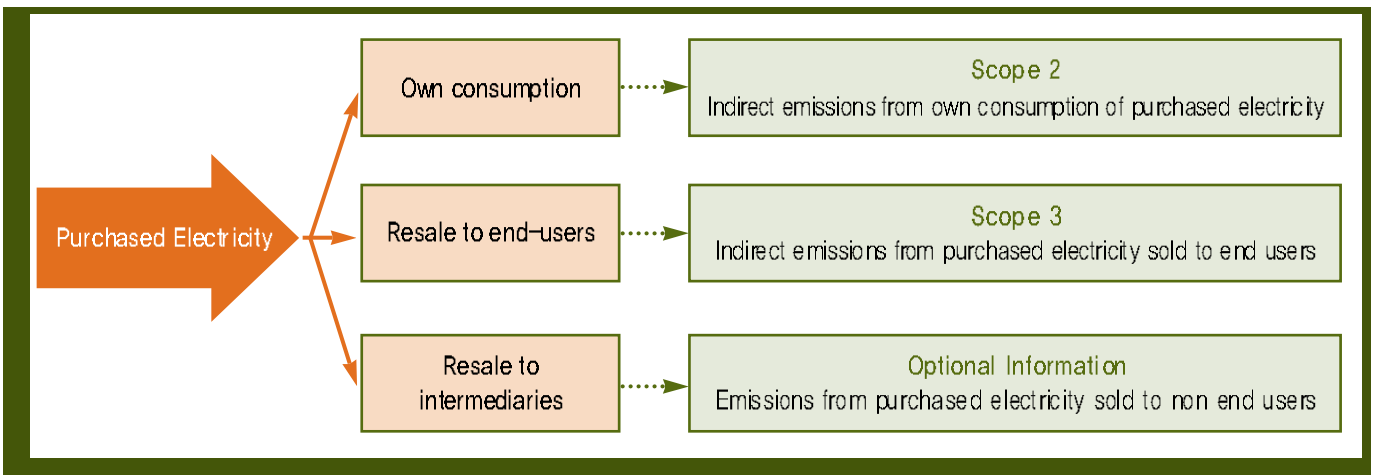 Purchased Electricity
Own consumption
Scope 2
Indirect emissions from own consumption of purchased electricity
Resale to end-users
Scope 3
Indirect emissions from purchased electricity sold to end users
Resale to
intermediaries
Optional Information
Emissions from purchased electricity sold to non end users